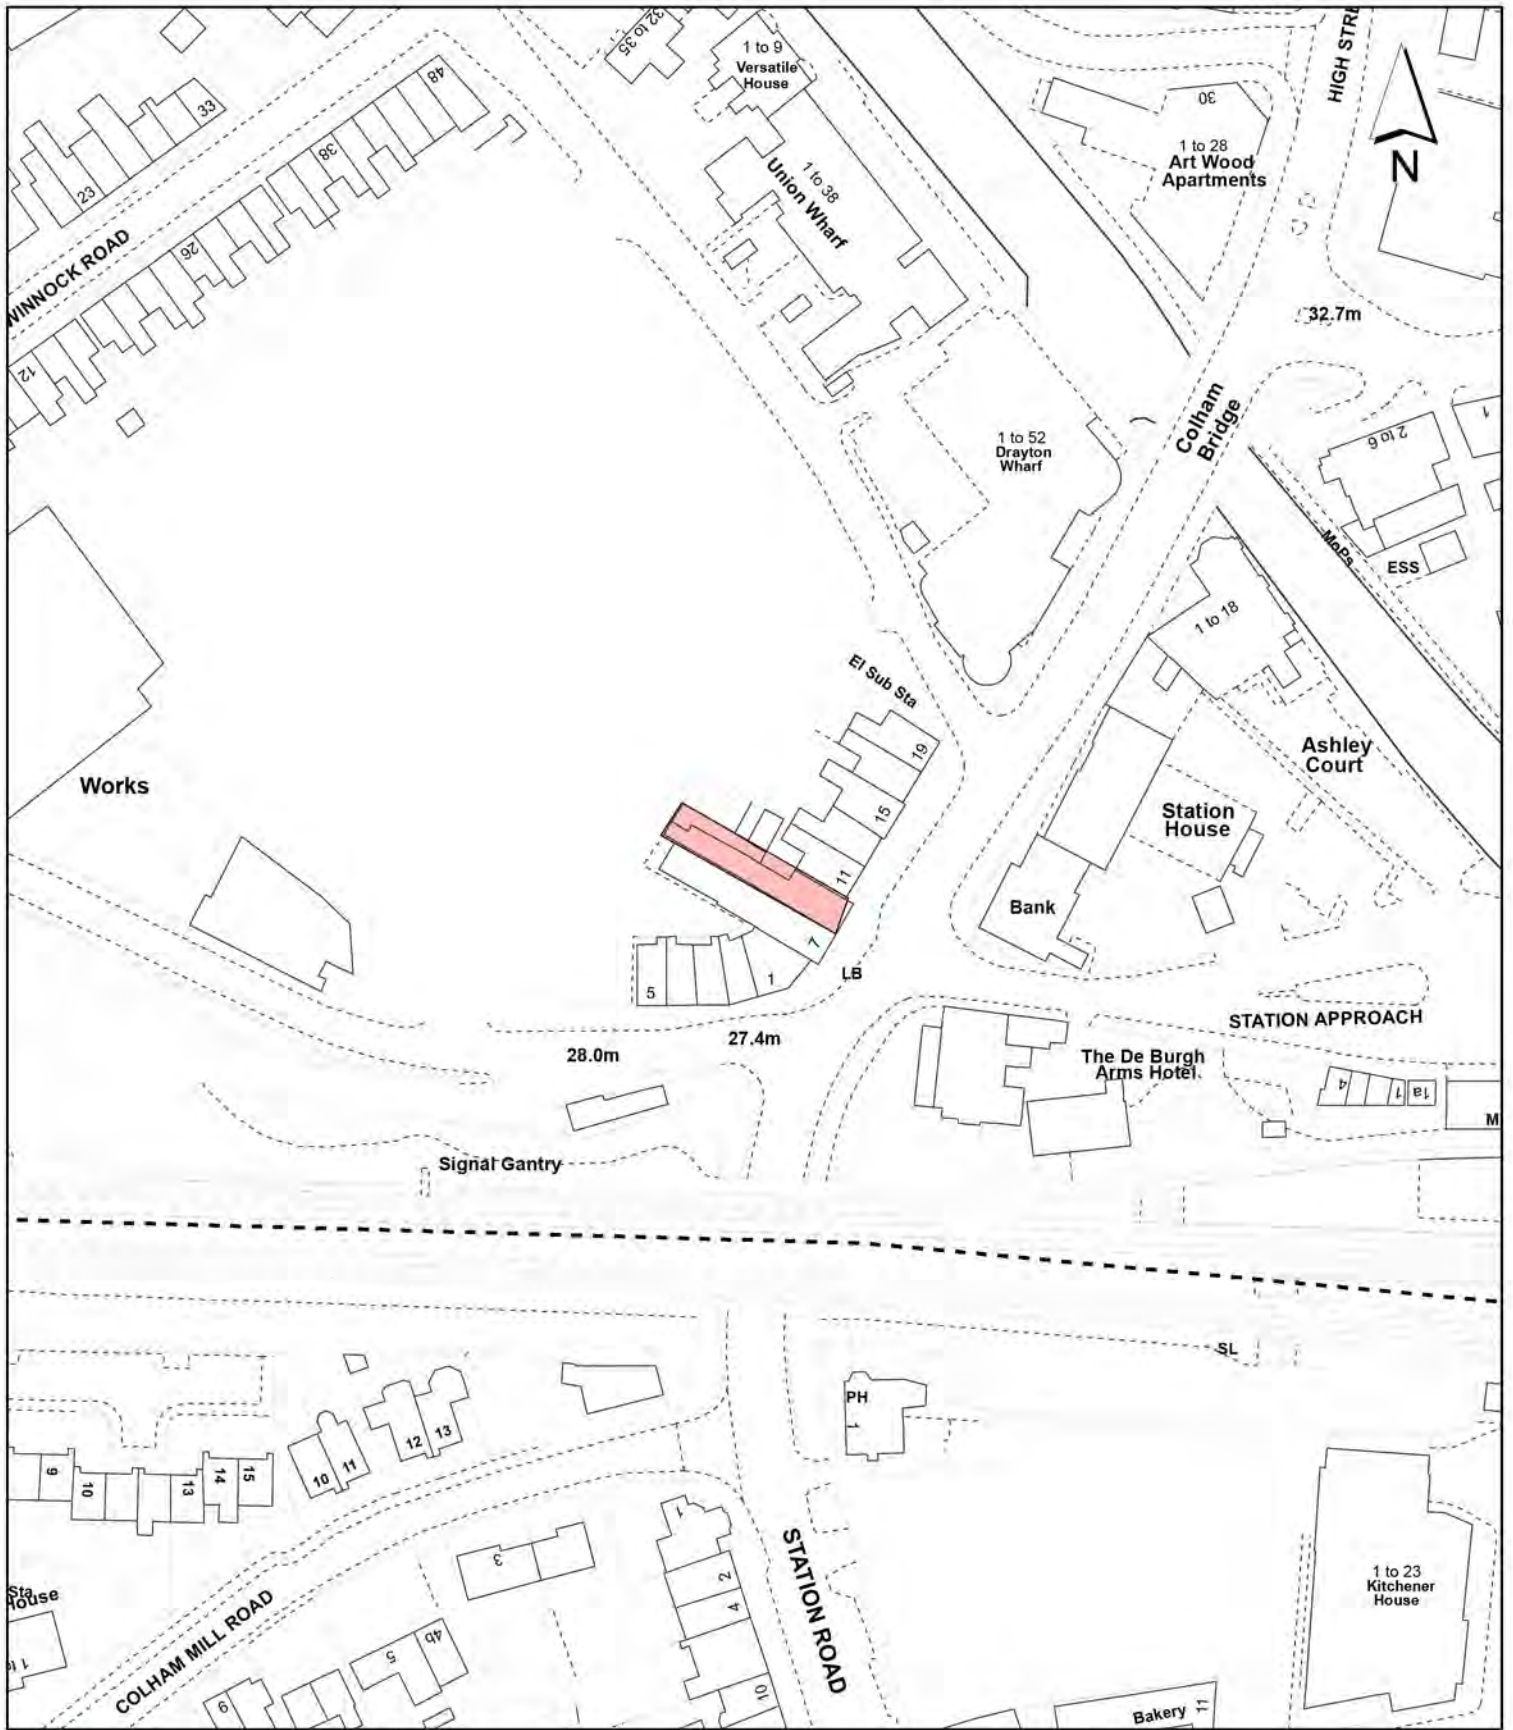 32 to 35
1 to 9
Versatile
House
HIGH STRE
48
33
30
1 to 28
Art Wood
Apartments
N
38
1 to 38
Union Wharf
23
26
WINNOCK ROAD
12
32.7m
Colham
Bridge
1
2 to 6
1 to 52
Drayton
Wharf
MoPs
ESS
1 to 18
El Sub Sta
19
Ashley
Court
Works
15
Station
House
11
Bank
7
LB
1
5
27.4m
28.0m
STATION APPROACH
The De Burgh
Arms Hotel
4
1
1a
M
Signal Gantry
SL
PH
1
12
13
10
11
9
10
13
14
15
1
STATION ROAD
3
2
4
1 to 23
Kitchener
House
Sta
House
COLHAM MILL ROAD
4b
5
9
10
11
Bakery